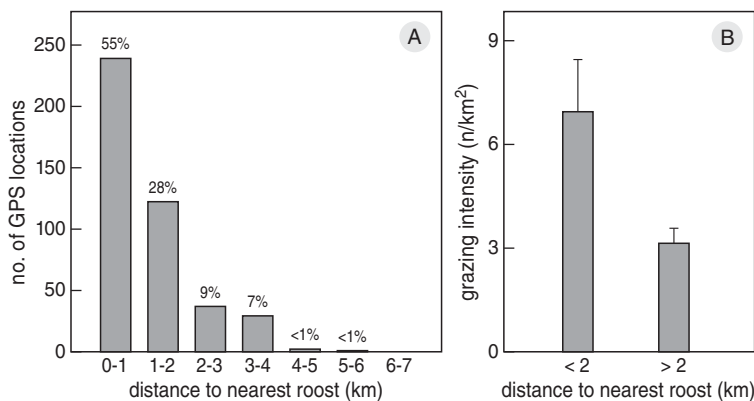 A
no. of GPS locations
250
200
150
100
50
0
55%
28%
9%
7%
<1%
<1%
0-1 1-2 2-3 3-4 4-5 5-6 6-7
distance to nearest roost (km)
B
grazing intensity (n/km²)
9
6
3
0
< 2 > 2
distance to nearest roost (km)